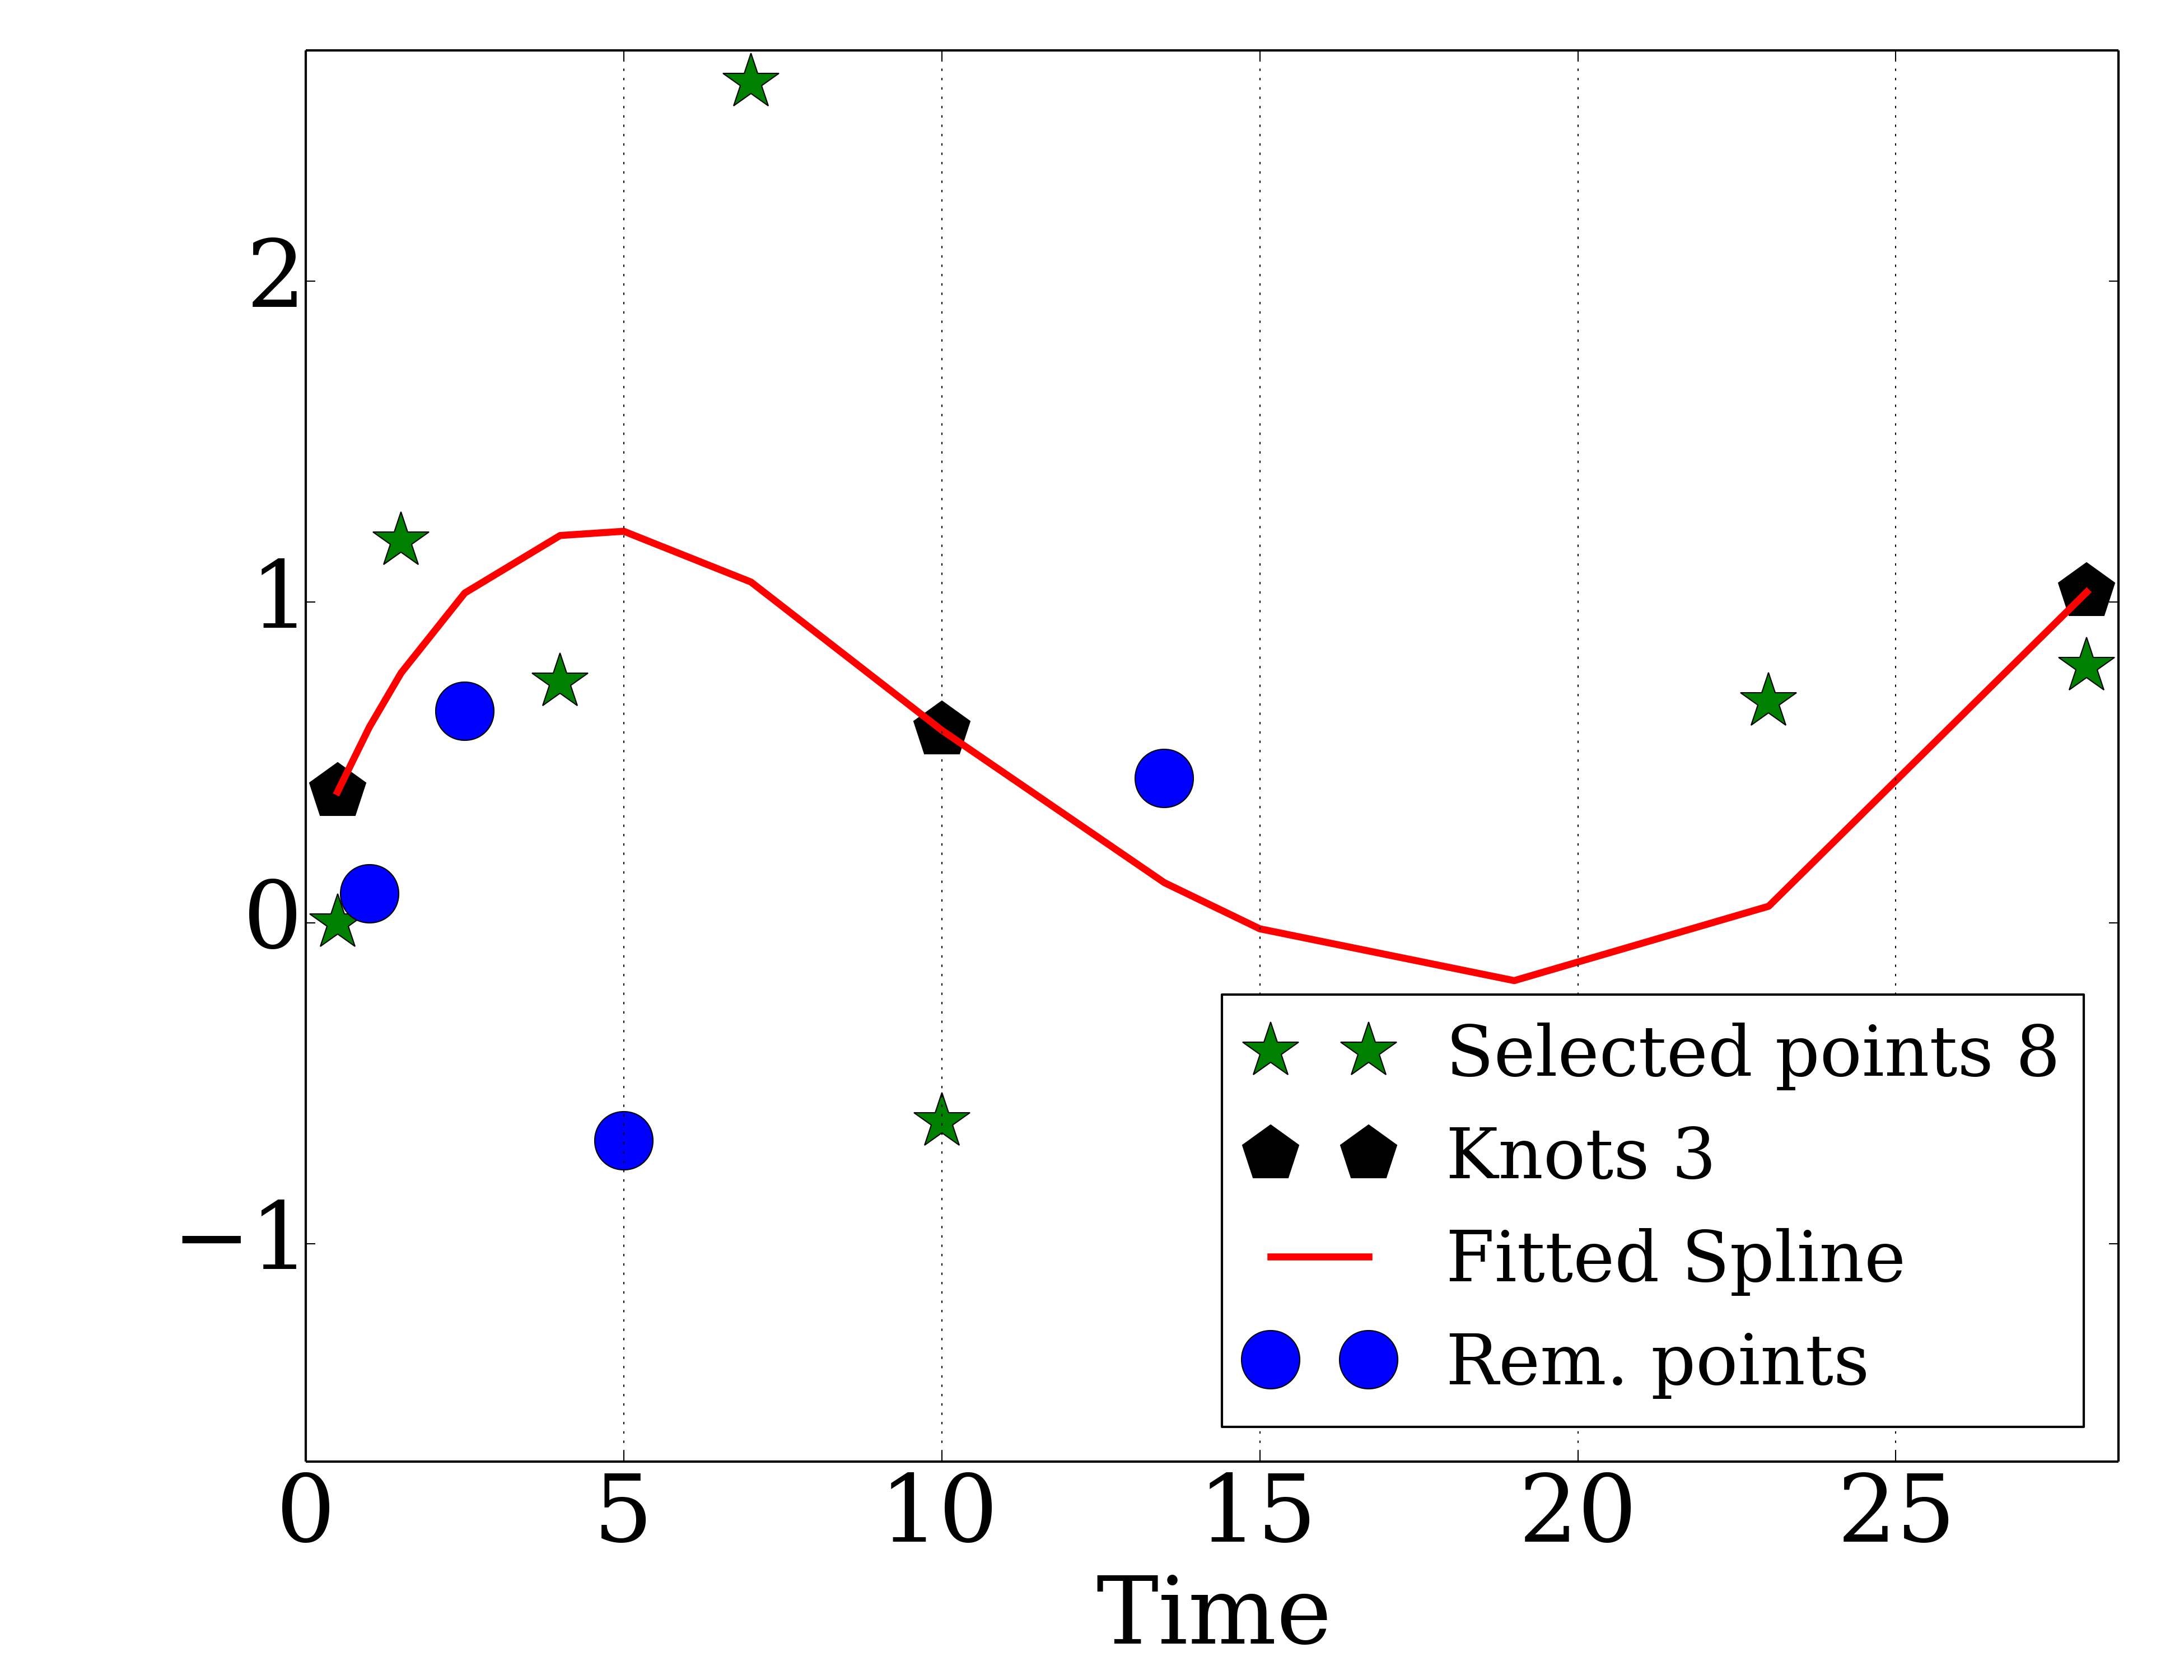 2
1
0
−1
Selected points 8
Knots 3
Fitted Spline
Rem. points
0 5 10 15 20 25
Time